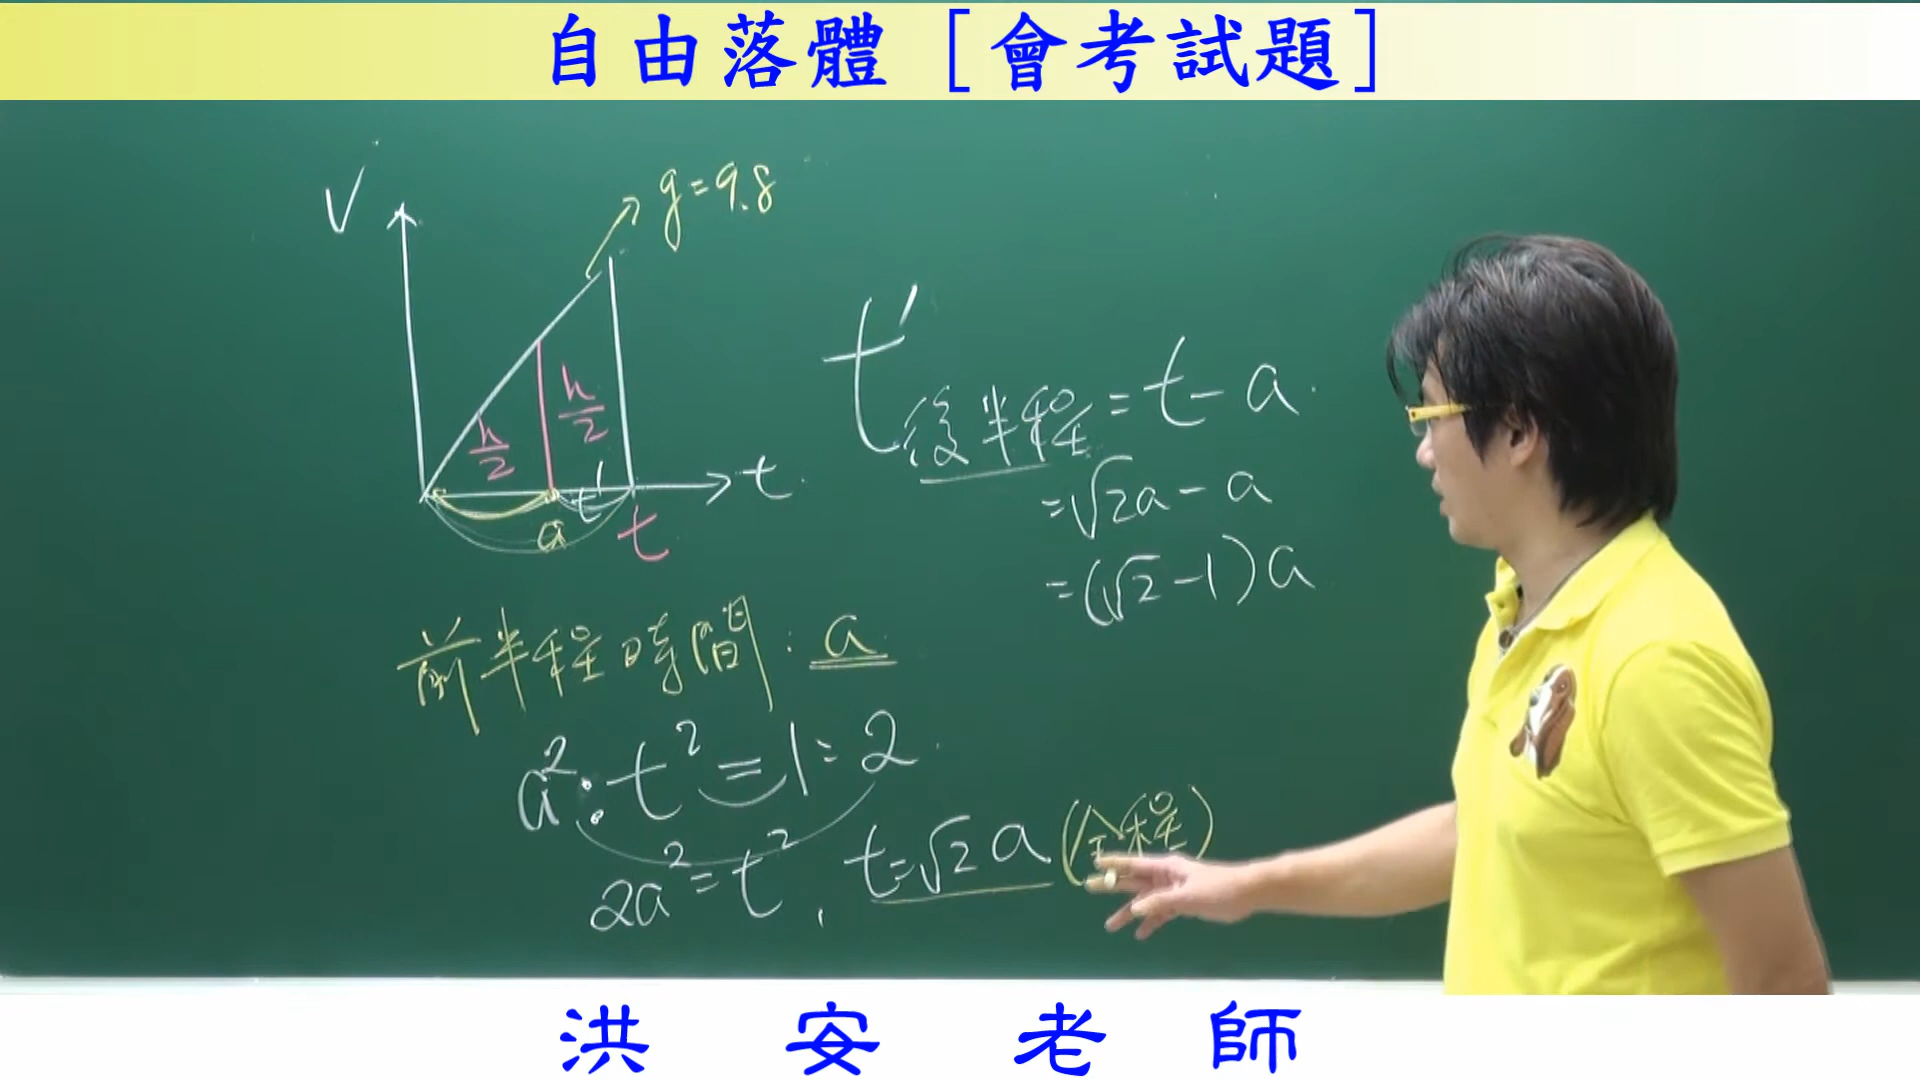 自由落體 [會考試題]
V
g=9.8
h/2
h/2
t'
t
a
t
t'後半程=t-a
=√2a-a
=(√2-1)a
前半程時間:a
a²:t²=1:2
2a²=t², t=√2a(全程)
洪安老師